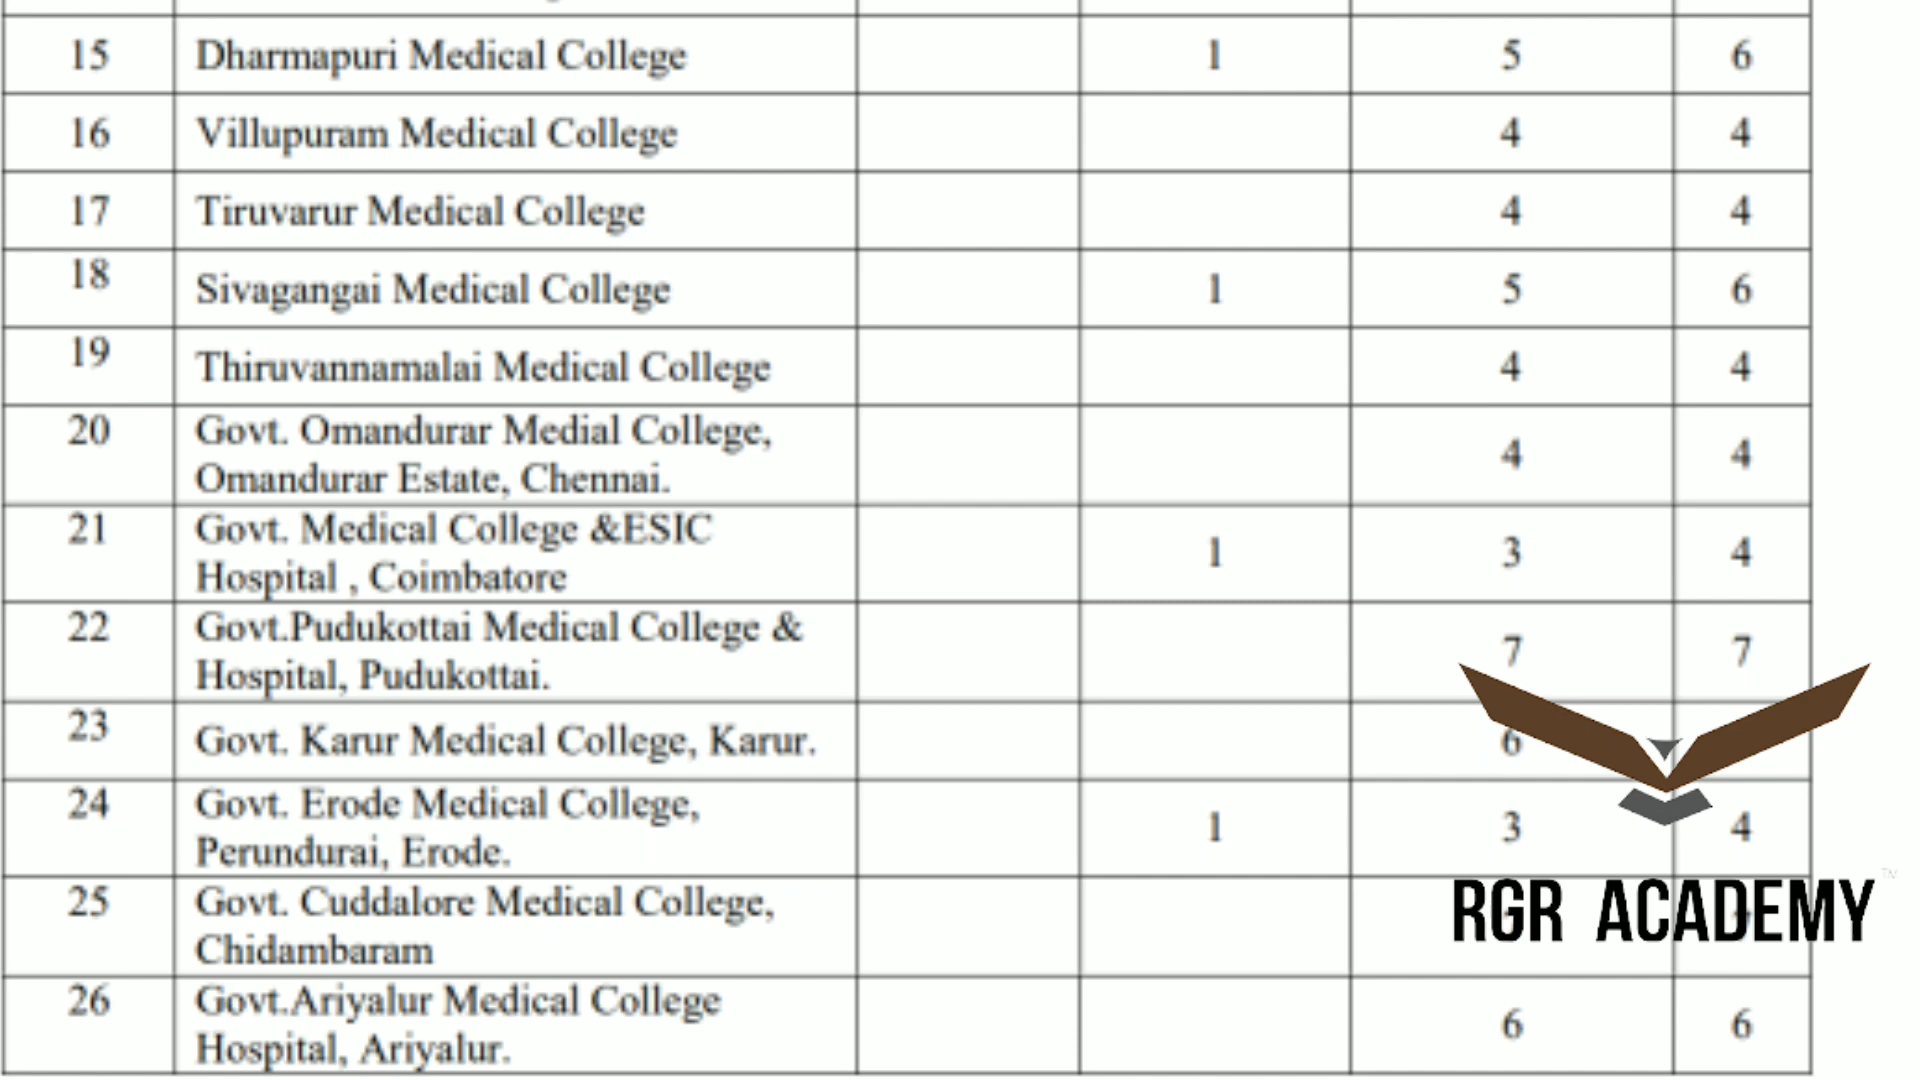 15 Dharmapuri Medical College 1 5 6
16 Villupuram Medical College 4 4
17 Tiruvarur Medical College 4 4
18 Sivagangai Medical College 1 5 6
19 Thiruvannamalai Medical College 4 4
20 Govt. Omandurar Medial College,
Omandurar Estate, Chennai. 4 4
21 Govt. Medical College &ESIC
Hospital , Coimbatore 1 3 4
22 Govt.Pudukottai Medical College &
Hospital, Pudukottai. 7 7
23 Govt. Karur Medical College, Karur. 6
24 Govt. Erode Medical College,
Perundurai, Erode. 1 3 4
25 Govt. Cuddalore Medical College,
Chidambaram
RGR ACADEMY TM
26 Govt.Ariyalur Medical College
Hospital, Ariyalur. 6 6